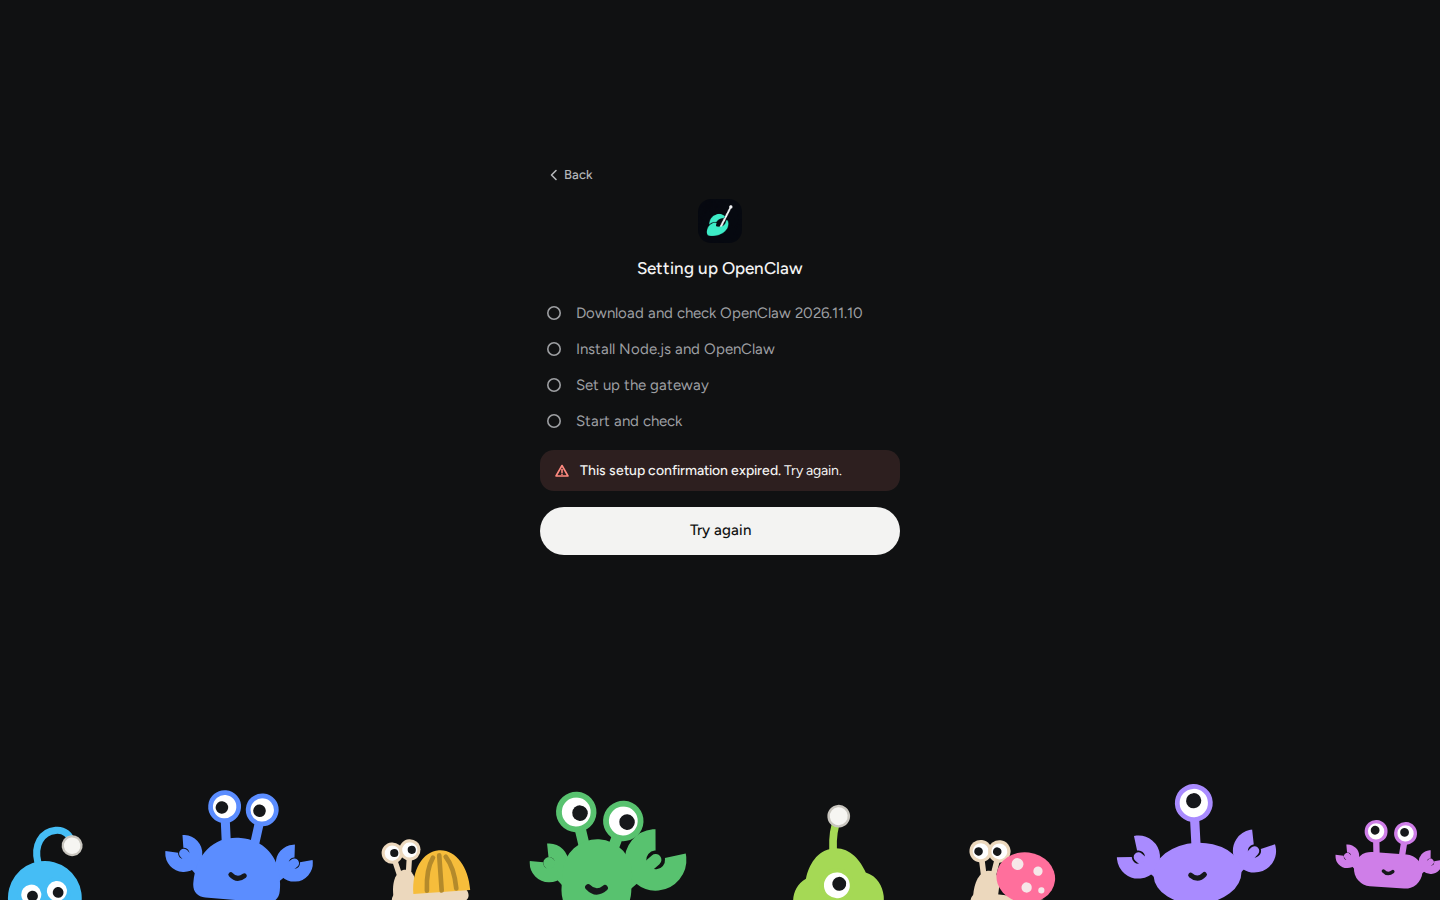 Back
Setting up OpenClaw
Download and check OpenClaw 2026.11.10
Install Node.js and OpenClaw
Set up the gateway
Start and check
This setup confirmation expired. Try again.
Try again